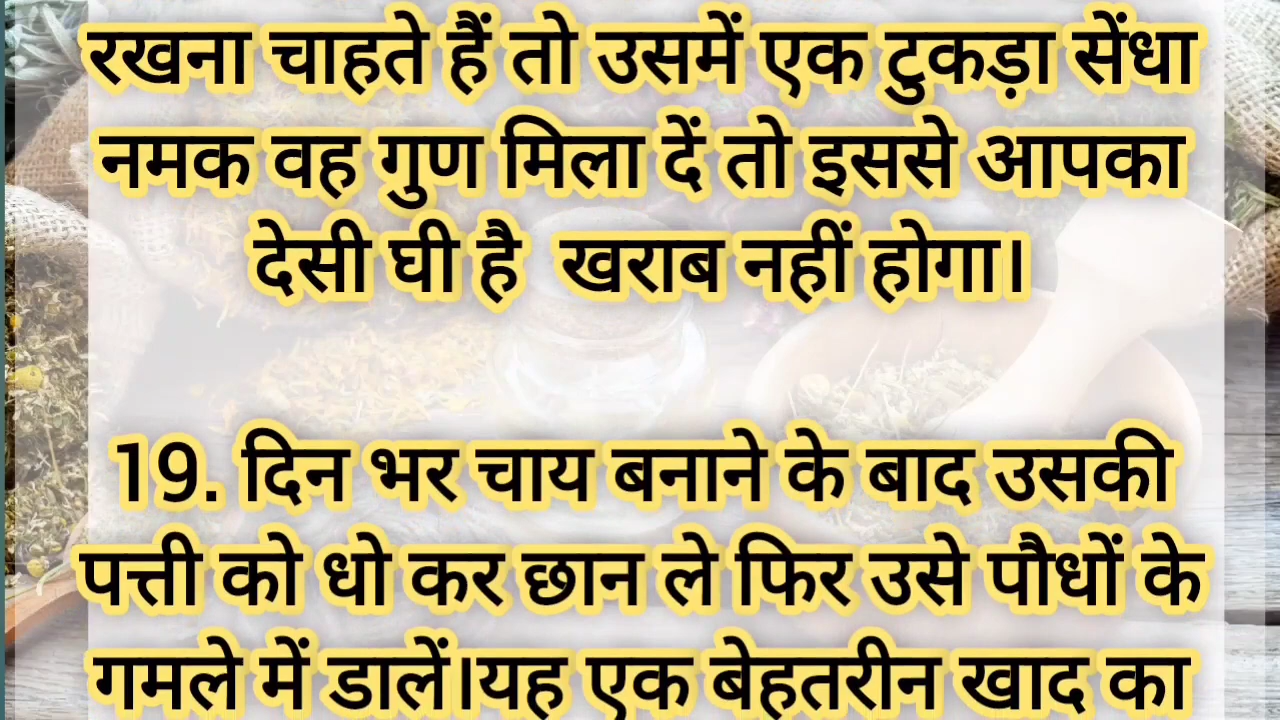 रखना चाहते हैं तो उसमें एक टुकड़ा सेंधा
नमक वह गुण मिला दें तो इससे आपका
देसी घी है खराब नहीं होगा।
19. दिन भर चाय बनाने के बाद उसकी
पत्ती को धो कर छान ले फिर उसे पौधों के
गमले में डालें।यह एक बेहतरीन खाद का